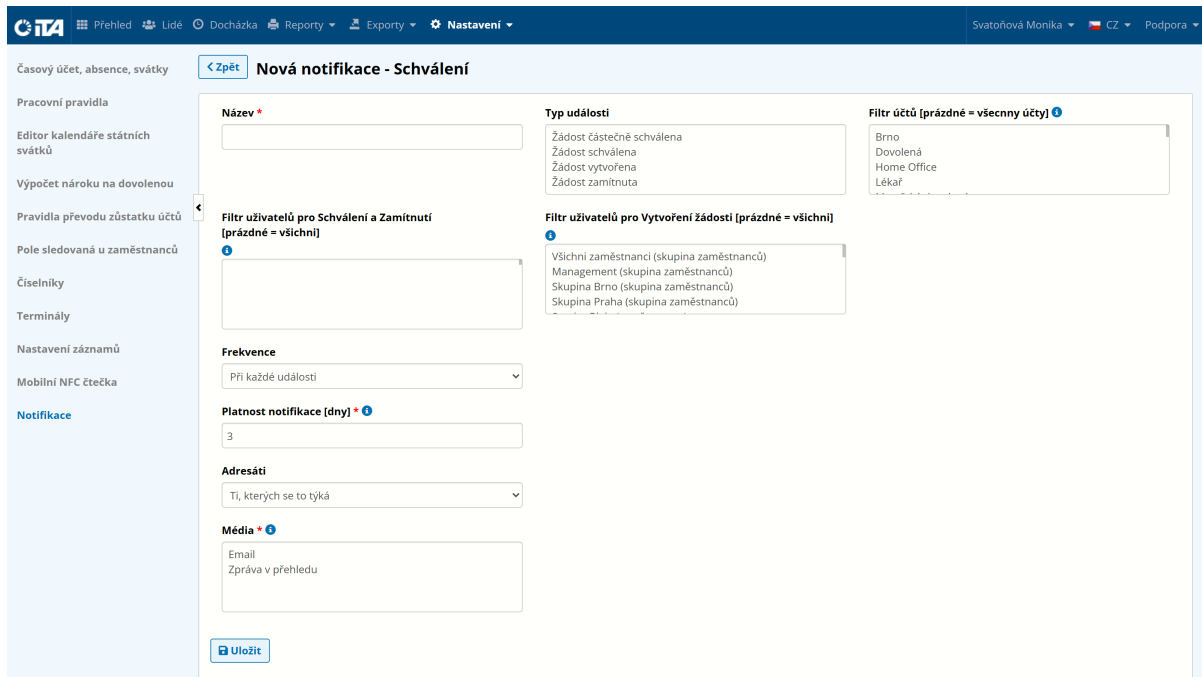 CiTA Přehled Lidé Docházka Reporty Exporty Nastavení Svatoňová Monika CZ Podpora
Časový účet, absence, svátky
Pracovní pravidla
Editor kalendáře státních
svátků
Výpočet nároku na dovolenou
Pravidla převodu zůstatku účtů
Pole sledovaná u zaměstnanců
Číselníky
Terminály
Nastavení záznamů
Mobilní NFC čtečka
Notifikace
Zpět Nová notifikace - Schválení
Název *
Typ události
Žádost částečně schválena
Žádost schválena
Žádost vytvořena
Žádost zamítnuta
Filtr účtů [prázdné = všecnny účty]
Brno
Dovolená
Home Office
Lékař
Filtr uživatelů pro Schválení a Zamítnutí
[prázdné = všichni]
Filtr uživatelů pro Vytvoření žádosti [prázdné = všichni]
Všichni zaměstnanci (skupina zaměstnanců)
Management (skupina zaměstnanců)
Skupina Brno (skupina zaměstnanců)
Skupina Praha (skupina zaměstnanců)
Frekvence
Při každé události
Platnost notifikace [dny] *
3
Adresáti
Ti, kterých se to týká
Média *
Email
Zpráva v přehledu
Uložit